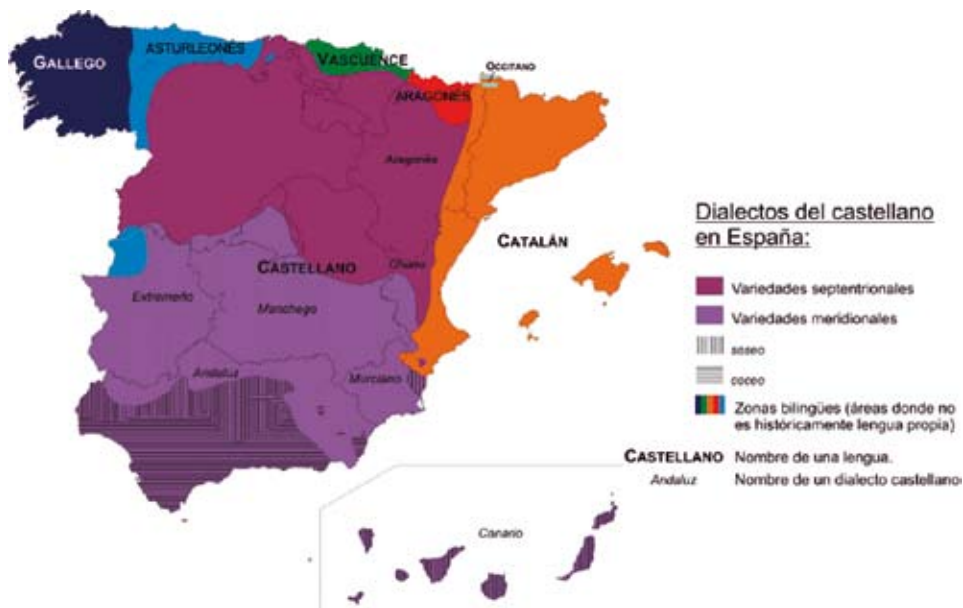 GALLEGO
ASTURLEONÉS
VASCUENCE
OCCITANO
ARAGONÉS
Aragonés
CATALÁN
CASTELLANO
Churro
Extremeño
Manchego
Andaluz
Murciano
Canario
Dialectos del castellano
en España:
Variedades septentrionales
Variedades meridionales
seseo
ceceo
Zonas bilingües (áreas donde no
es históricamente lengua propia)
CASTELLANO Nombre de una lengua.
Andaluz Nombre de un dialecto castellano